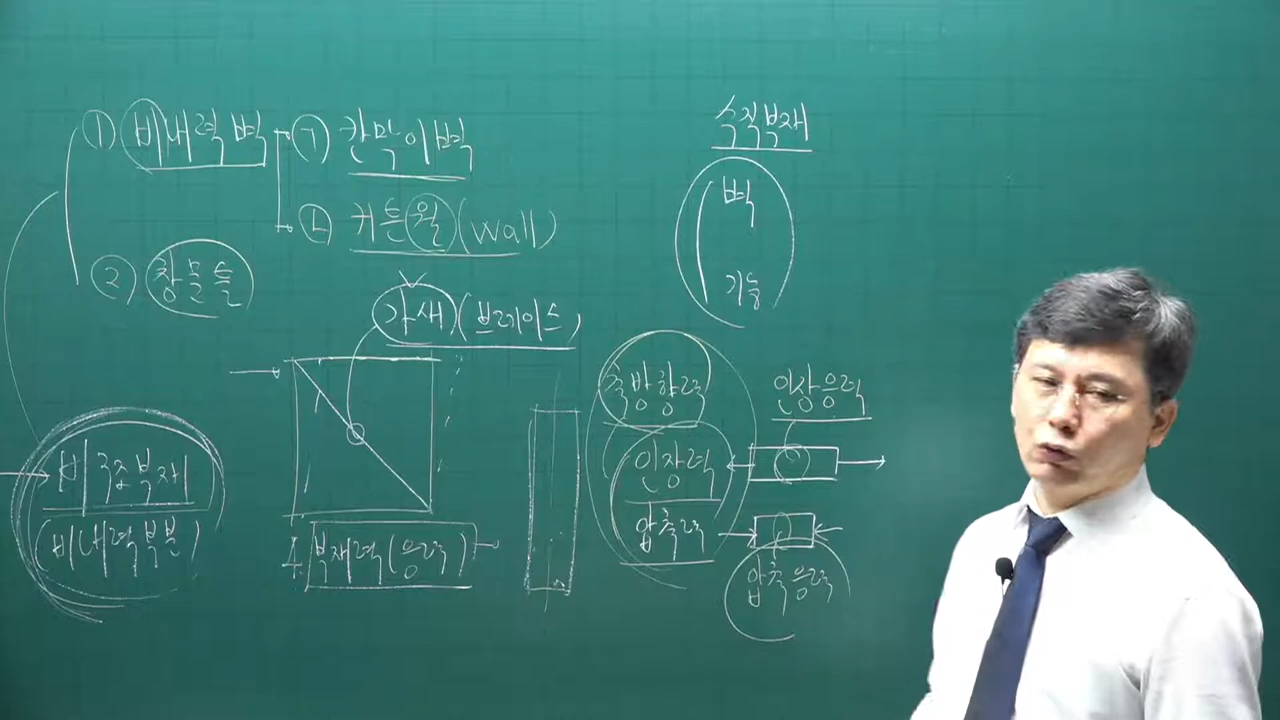 ① 비내력벽
㉠ 칸막이벽
㉡ 커튼월(Wall)
② 창문틀
가새(브레이스)
비구조부재
(비내력부분)
4. 부재력(응력)
수직부재
벽
기둥
축방향력
인장력
압축력
인장응력
압축응력